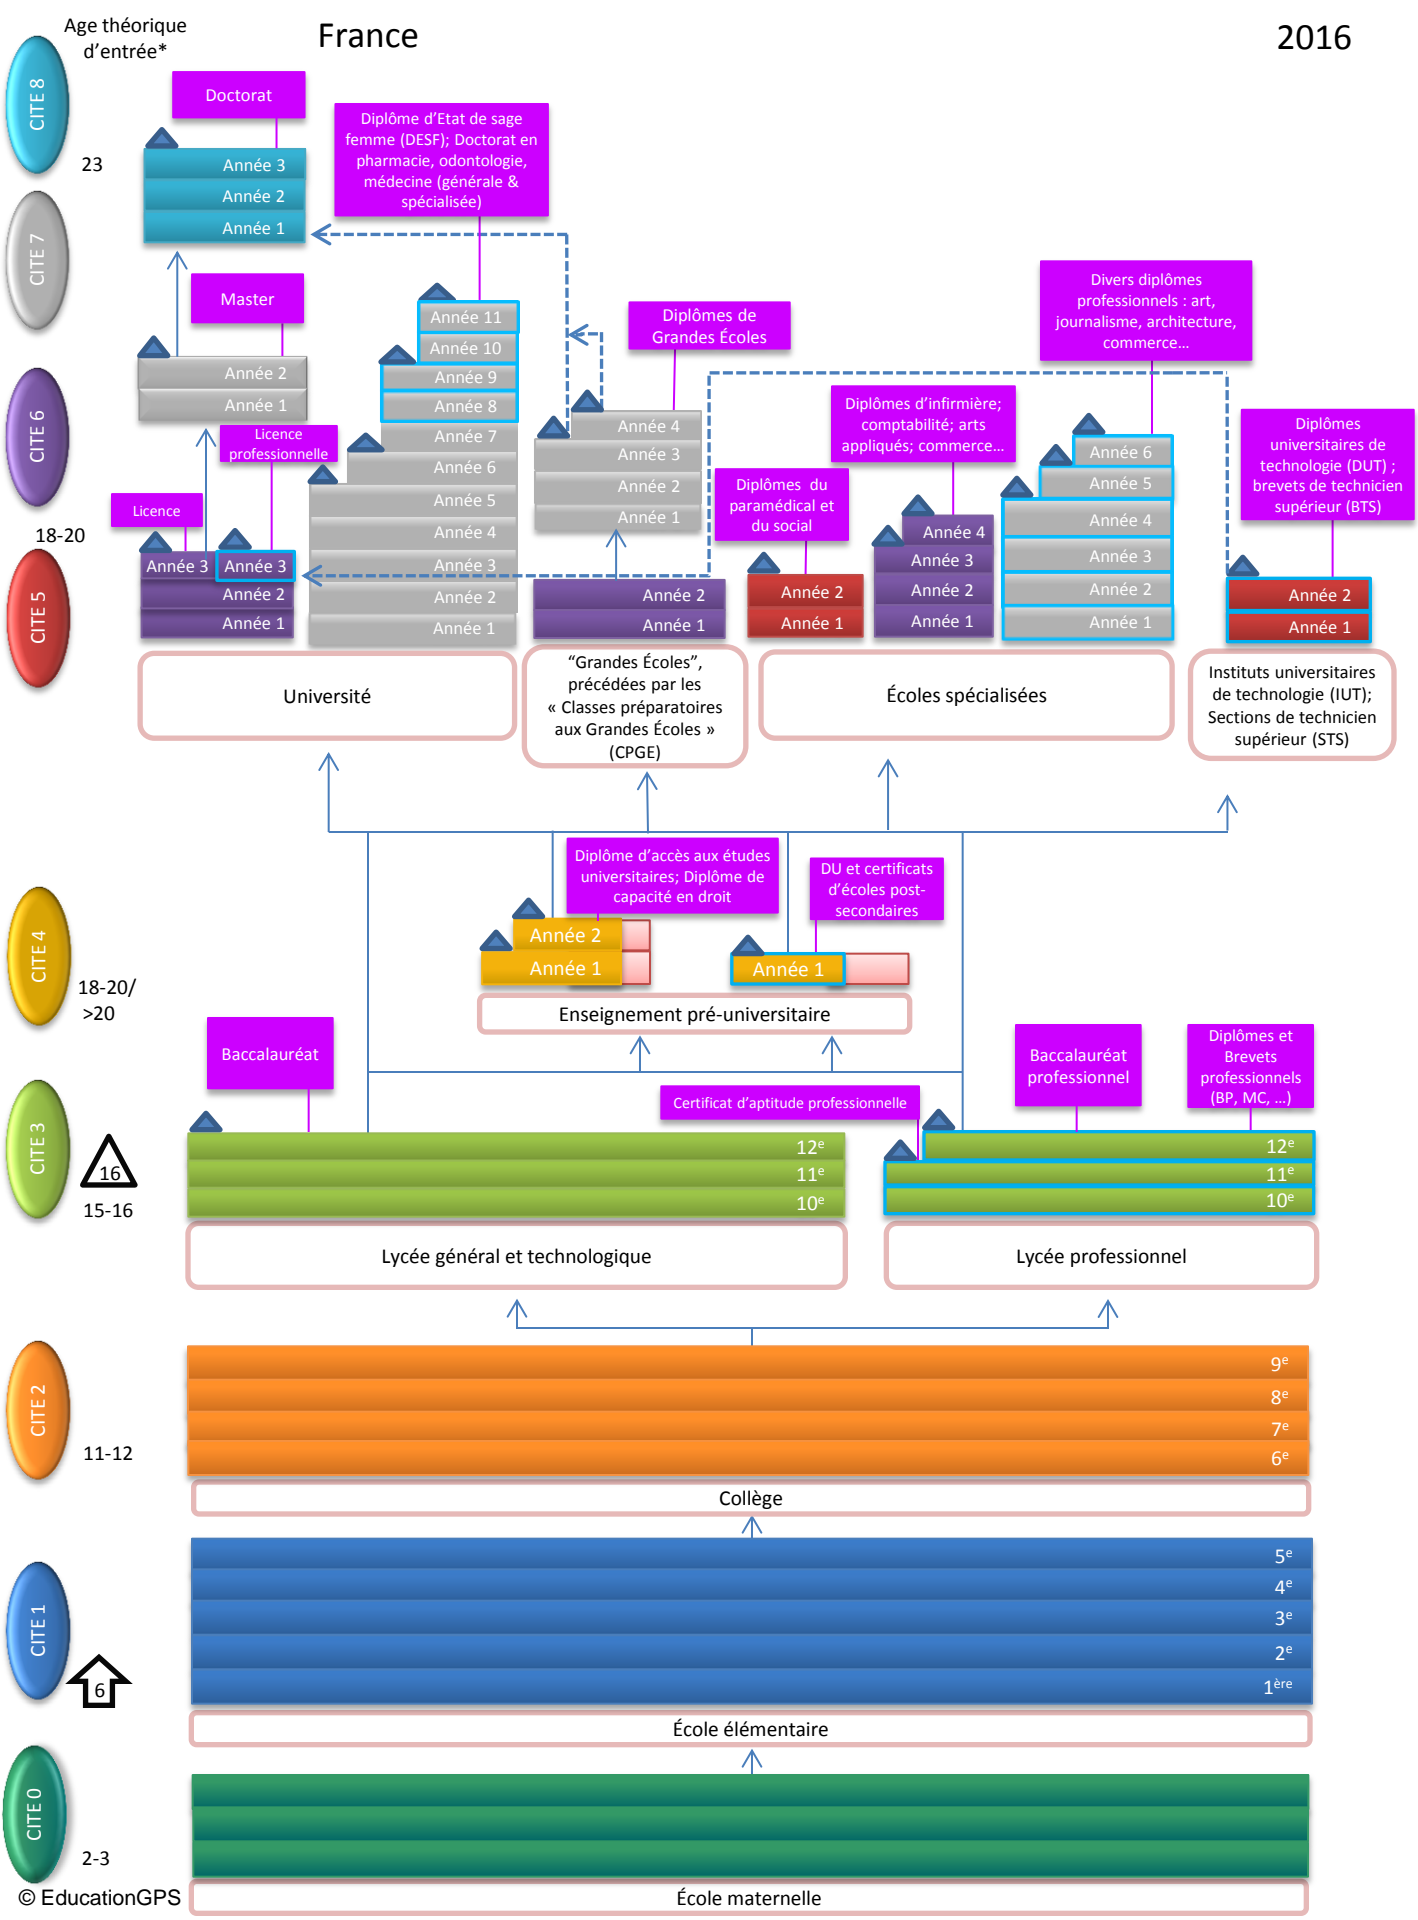 Age théorique
d'entrée*
France
2016
CITE 8
23
Doctorat
Année 3
Année 2
Année 1
Diplôme d'Etat de sage
femme (DESF); Doctorat en
pharmacie, odontologie,
médecine (générale &
spécialisée)
CITE 7
Master
Année 2
Année 1
Année 11
Année 10
Année 9
Année 8
Année 7
Année 6
Année 5
Année 4
Année 3
Année 2
Année 1
Diplômes de
Grandes Écoles
Année 4
Année 3
Année 2
Année 1
Divers diplômes
professionnels : art,
journalisme, architecture,
commerce…
CITE 6
18-20
Licence
professionnelle
Licence
Année 3
Année 3
Année 2
Année 1
Année 2
Année 1
Diplômes du
paramédical et
du social
Année 2
Année 1
Diplômes d'infirmière;
comptabilité; arts
appliqués; commerce…
Année 4
Année 3
Année 2
Année 1
Année 6
Année 5
Année 4
Année 3
Année 2
Année 1
Diplômes
universitaires de
technologie (DUT) ;
brevets de technicien
supérieur (BTS)
Année 2
Année 1
CITE 5
Université
“Grandes Écoles”,
précédées par les
« Classes préparatoires
aux Grandes Écoles »
(CPGE)
Écoles spécialisées
Instituts universitaires
de technologie (IUT);
Sections de technicien
supérieur (STS)
CITE 4
18-20/
>20
Diplôme d'accès aux études
universitaires; Diplôme de
capacité en droit
Année 2
Année 1
DU et certificats
d'écoles post-
secondaires
Année 1
Enseignement pré-universitaire
CITE 3
16
15-16
Baccalauréat
12e
11e
10e
Lycée général et technologique
Certificat d'aptitude professionnelle
Baccalauréat
professionnel
Diplômes et
Brevets
professionnels
(BP, MC, …)
12e
11e
10e
Lycée professionnel
CITE 2
11-12
9e
8e
7e
6e
Collège
CITE 1
6
5e
4e
3e
2e
1ère
École élémentaire
CITE 0
2-3
École maternelle
© EducationGPS